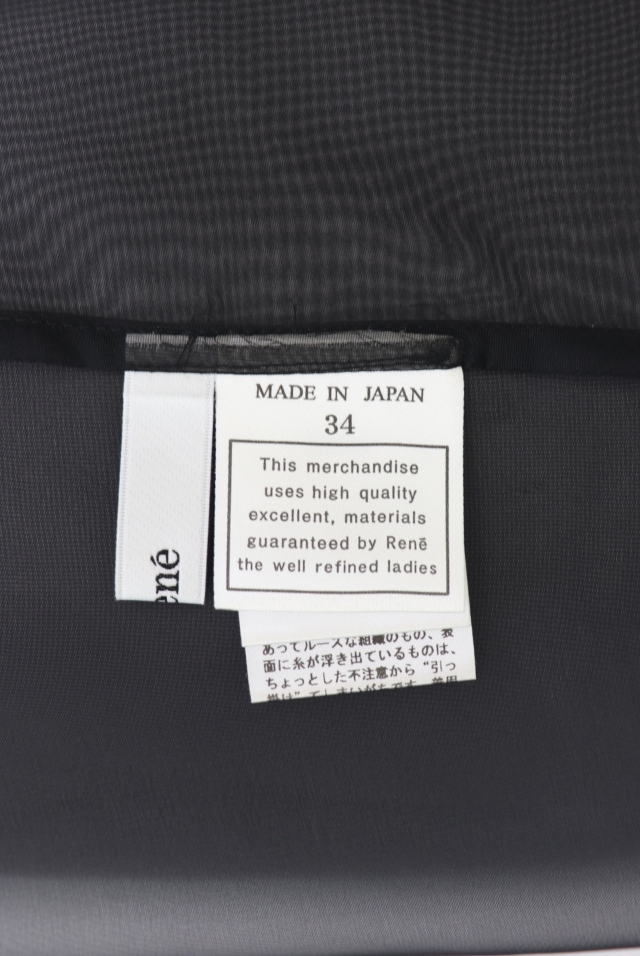 MADE IN JAPAN
34
This merchandise
uses high quality
excellent, materials
guaranteed by Renē
the well refined ladies
ené
あってルースな組織のもの、表
面に糸が浮き出ているものは、
ちょっとした不注意から“引っ